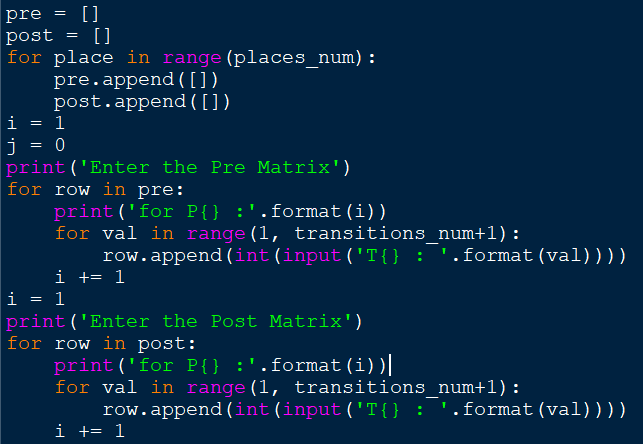 pre = []
post = []
for place in range(places_num):
    pre.append([])
    post.append([])
i = 1
j = 0
print('Enter the Pre Matrix')
for row in pre:
    print('for P{} :'.format(i))
    for val in range(1, transitions_num+1):
        row.append(int(input('T{} : '.format(val))))
    i += 1
i = 1
print('Enter the Post Matrix')
for row in post:
    print('for P{} :'.format(i))
    for val in range(1, transitions_num+1):
        row.append(int(input('T{} : '.format(val))))
    i += 1